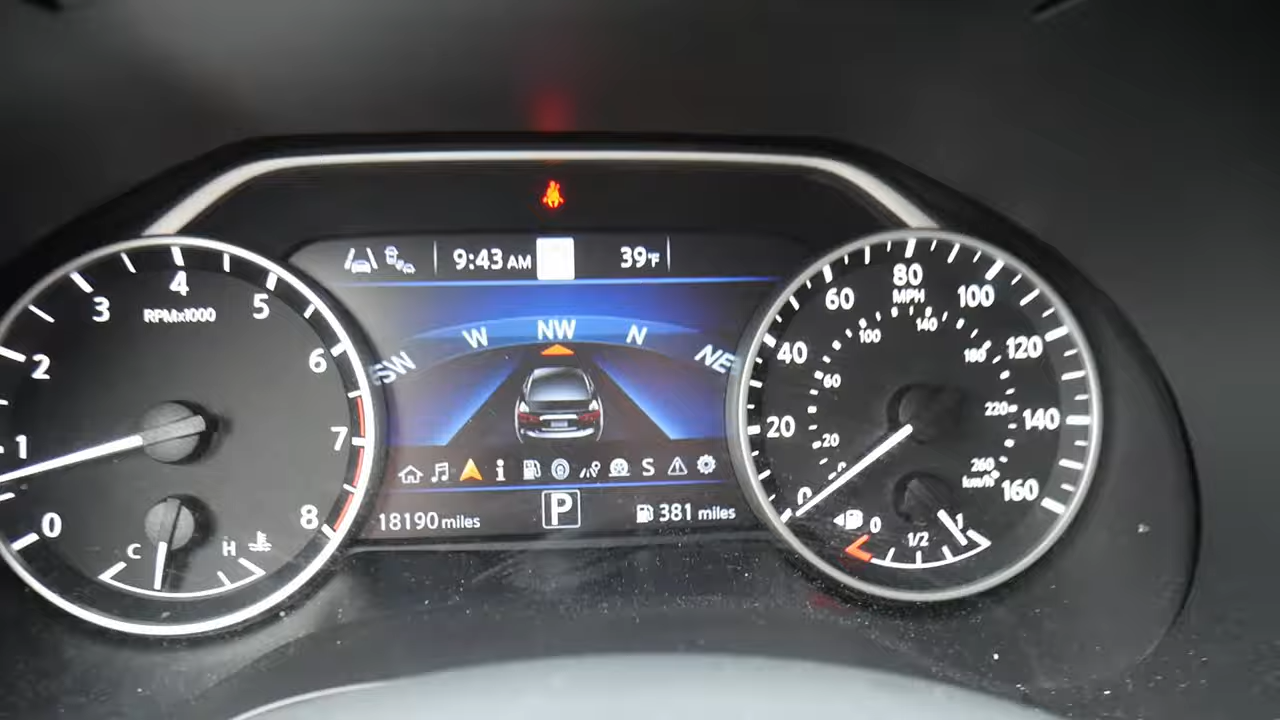 9:43 AM 39°F
SW W NW N NE
i S
18190 miles P 381 miles
0 1 2 3 4 5 6 7 8
RPMx1000
C H
0 20 40 60 80 100 120 140 160
MPH
20 60 100 140 180 220 260
km/h
0 1/2 1